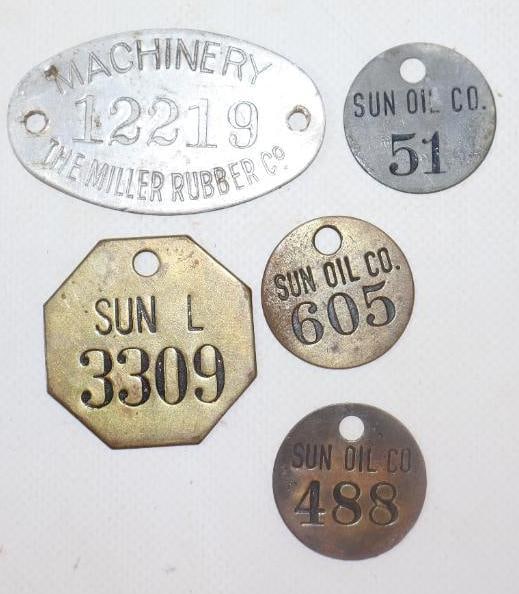 MACHINERY
12219
THE MILLER RUBBER Co
SUN OIL CO.
51
SUN L
3309
SUN OIL CO.
605
SUN OIL CO
488